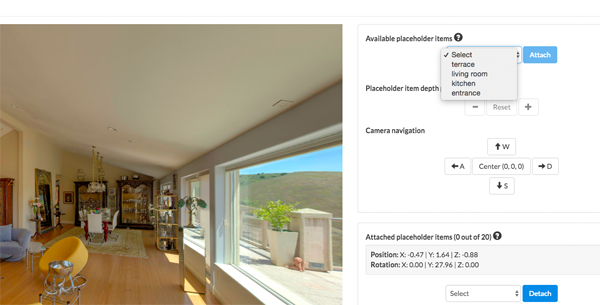 Available placeholder items ?
✓ Select
Attach
terrace
living room
kitchen
entrance
Placeholder item depth
− Reset +
Camera navigation
↑ W
← A Center (0, 0, 0) → D
↓ S
Attached placeholder items (0 out of 20) ?
Position: X: -0.47 | Y: 1.64 | Z: -0.88
Rotation: X: 0.00 | Y: 27.96 | Z: 0.00
Select Detach